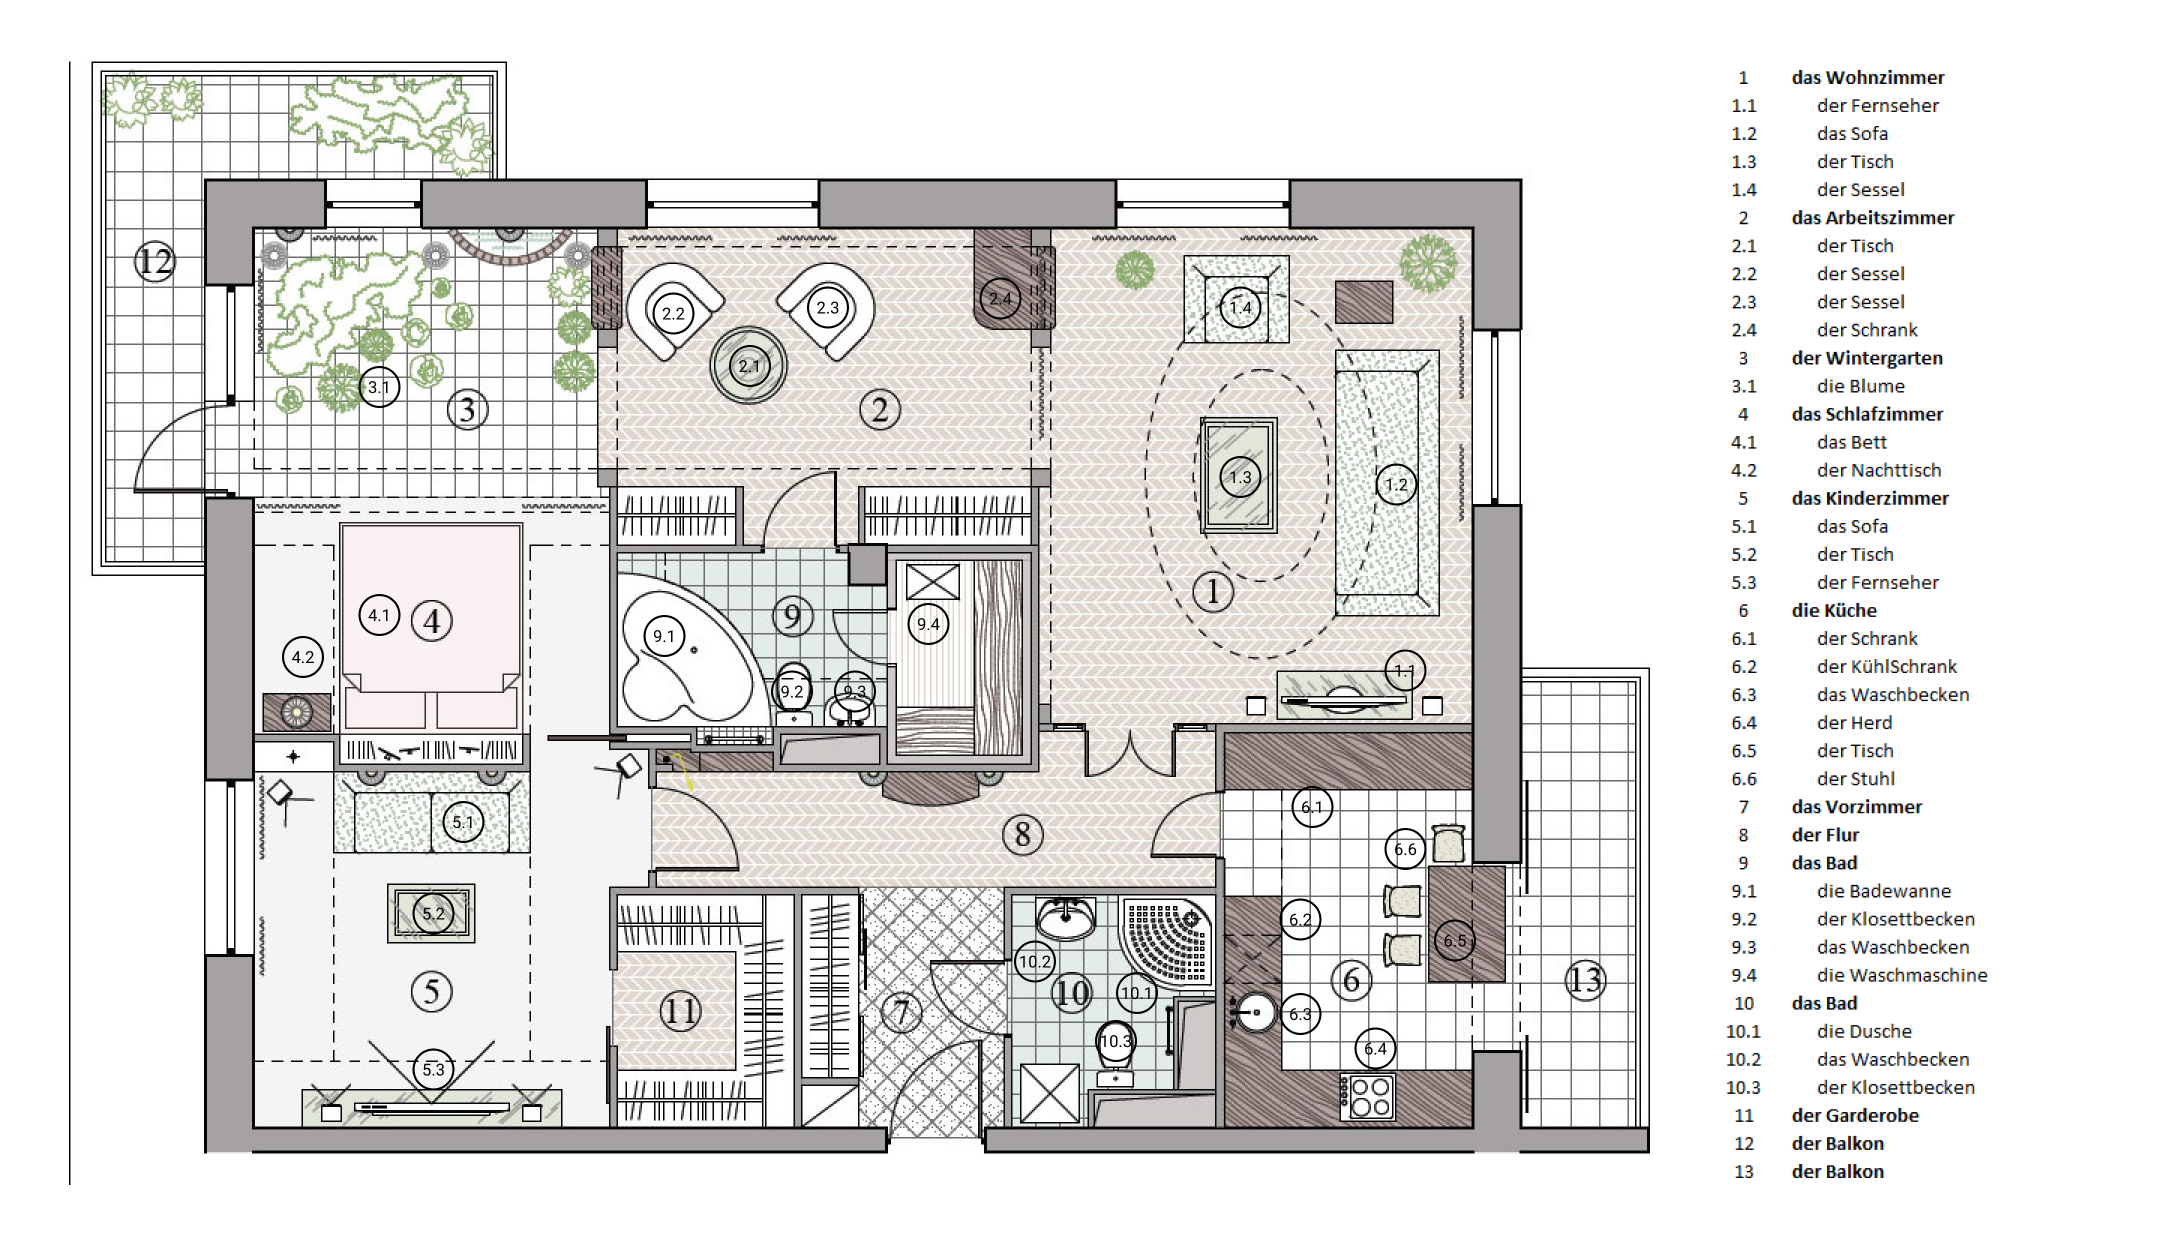 12
3.1
3
2.2
2.3
2.4
2.1
2
1.4
1.3
1.2
1
1.1
4.1
4
4.2
9.1
9
9.2
9.3
9.4
5.1
5.2
5
5.3
8
11
7
10.2
10
10.1
10.3
6.1
6.6
6.2
6.5
6
6.3
6.4
13
1 das Wohnzimmer
1.1 der Fernseher
1.2 das Sofa
1.3 der Tisch
1.4 der Sessel
2 das Arbeitszimmer
2.1 der Tisch
2.2 der Sessel
2.3 der Sessel
2.4 der Schrank
3 der Wintergarten
3.1 die Blume
4 das Schlafzimmer
4.1 das Bett
4.2 der Nachttisch
5 das Kinderzimmer
5.1 das Sofa
5.2 der Tisch
5.3 der Fernseher
6 die Küche
6.1 der Schrank
6.2 der KühlSchrank
6.3 das Waschbecken
6.4 der Herd
6.5 der Tisch
6.6 der Stuhl
7 das Vorzimmer
8 der Flur
9 das Bad
9.1 die Badewanne
9.2 der Klosettbecken
9.3 das Waschbecken
9.4 die Waschmaschine
10 das Bad
10.1 die Dusche
10.2 das Waschbecken
10.3 der Klosettbecken
11 der Garderobe
12 der Balkon
13 der Balkon